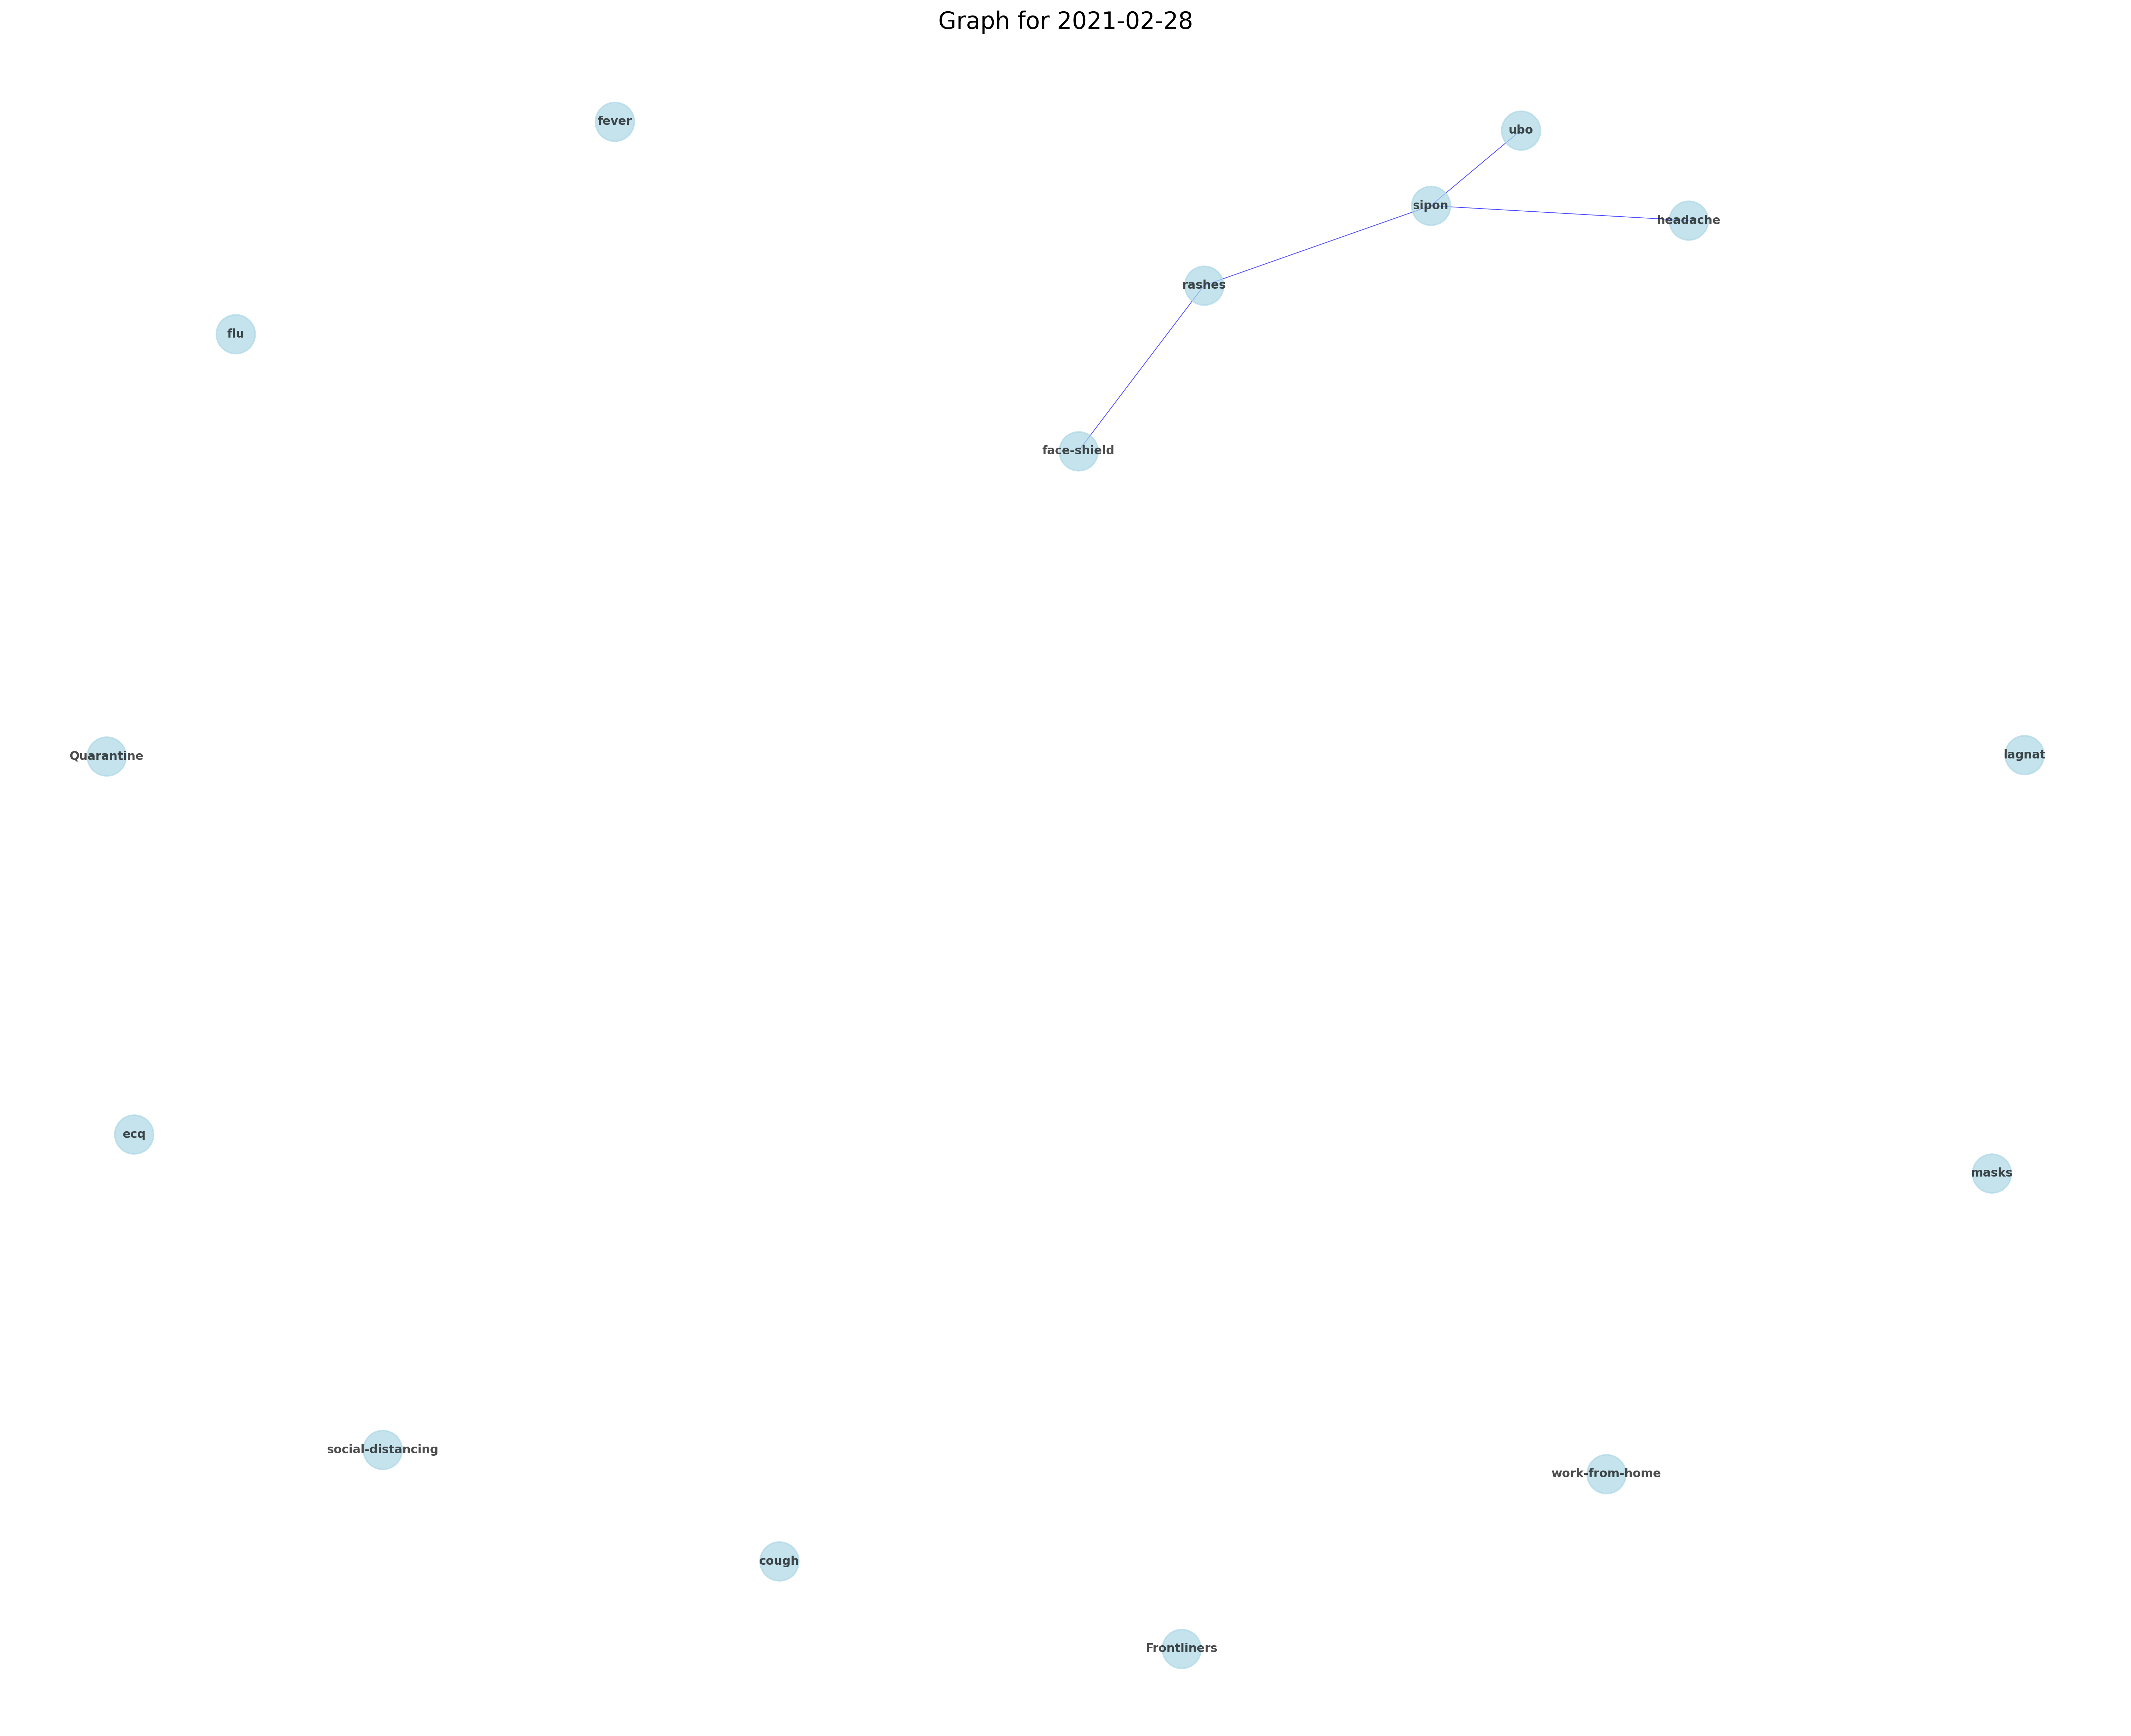 Graph for 2021-02-28
fever
ubo
sipon
headache
rashes
flu
face-shield
Quarantine
lagnat
ecq
masks
social-distancing
work-from-home
cough
Frontliners